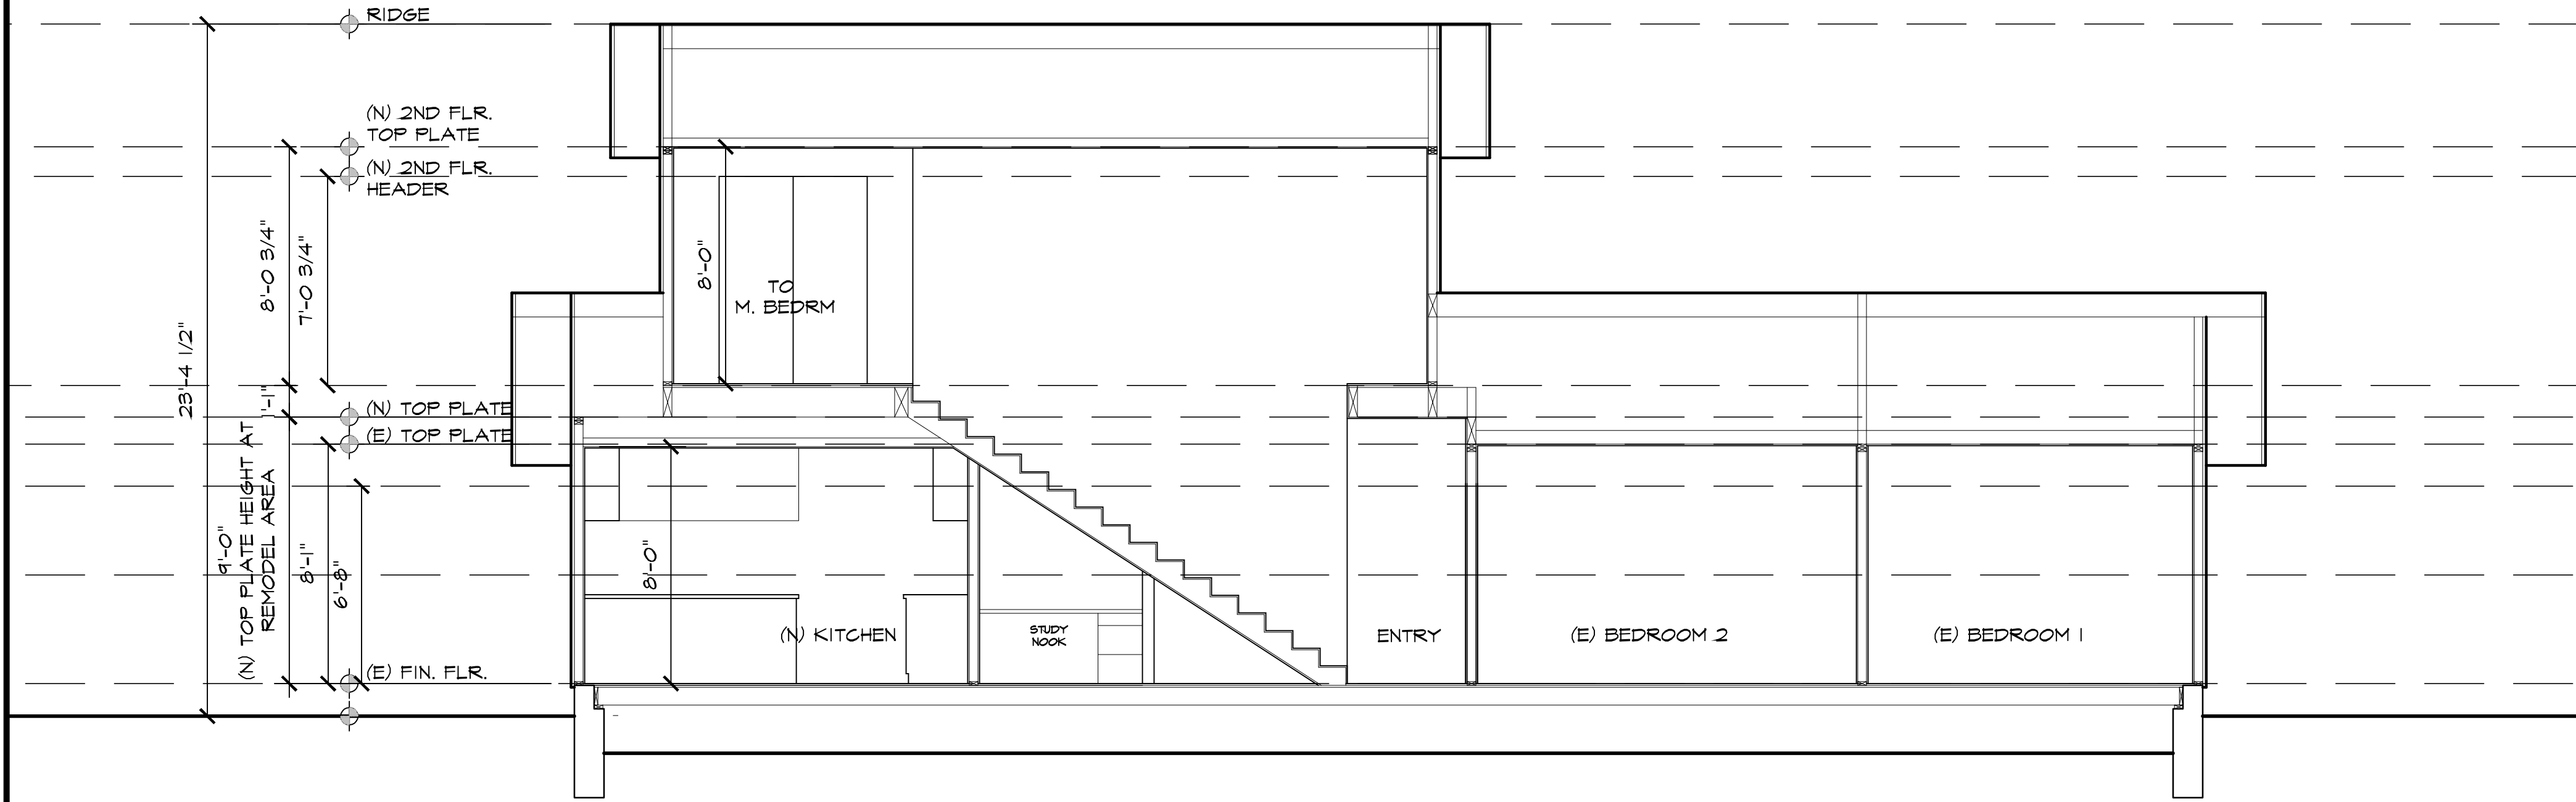 RIDGE
(N) 2ND FLR.
TOP PLATE
(N) 2ND FLR.
HEADER
8'-0 3/4"
7'-0 3/4"
8'-0"
TO
M. BEDRM
23'-4 1/2"
1'-1"
(N) TOP PLATE
(E) TOP PLATE
9'-0"
(N) TOP PLATE HEIGHT AT
REMODEL AREA
8'-1"
6'-8"
8'-0"
(N) KITCHEN
STUDY
NOOK
ENTRY
(E) BEDROOM 2
(E) BEDROOM 1
(E) FIN. FLR.